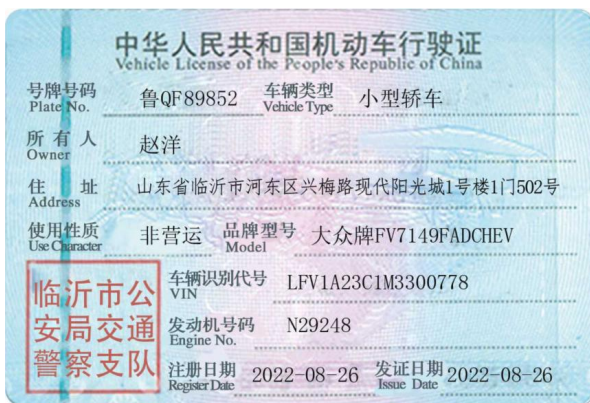 中华人民共和国机动车行驶证
Vehicle License of the People's Republic of China
号牌号码 鲁QF89852 车辆类型 小型轿车
Plate No. Vehicle Type
所有人 赵洋
Owner
住址 山东省临沂市河东区兴梅路现代阳光城1号楼1门502号
Address
使用性质 非营运 品牌型号 大众牌FV7149FADCHEV
Use Character Model
车辆识别代号 LFV1A23C1M3300778
VIN
发动机号码 N29248
Engine No.
注册日期 2022-08-26 发证日期 2022-08-26
Register Date Issue Date
临沂市公
安局交通
警察支队